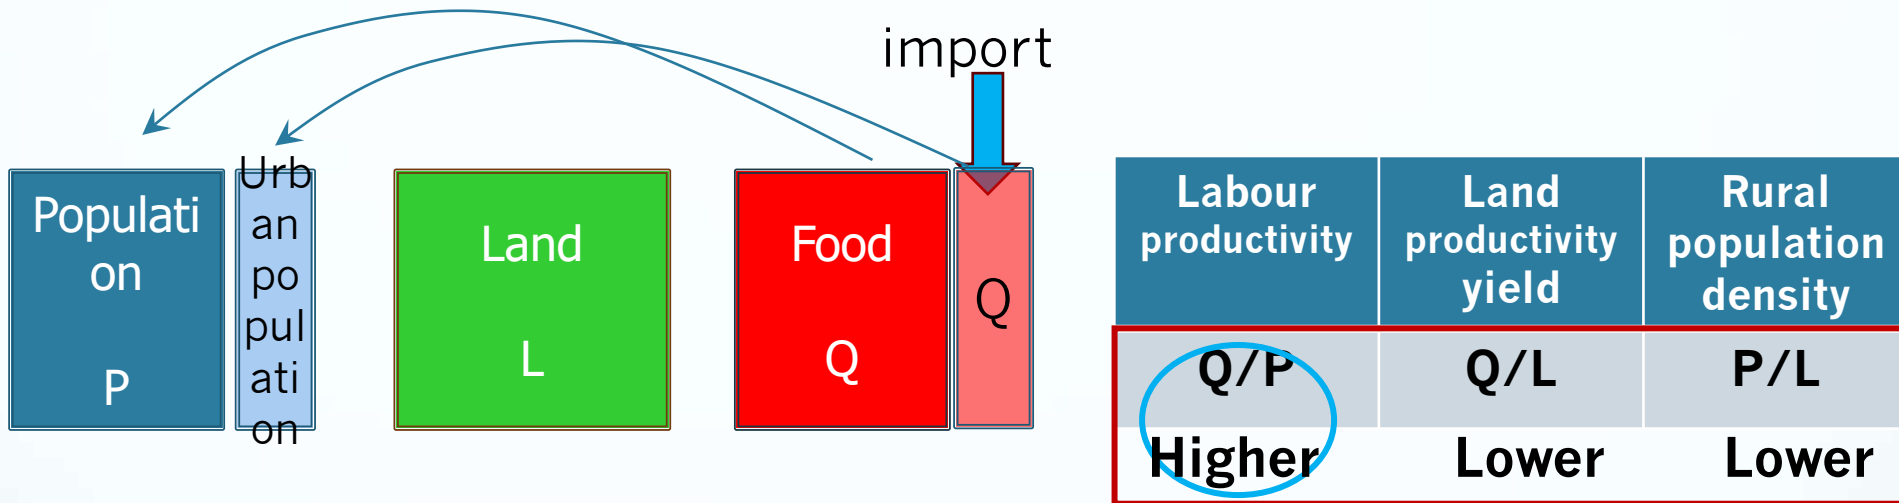 import
Populati
on
P
Urb
an
po
pul
ati
on
Land
L
Food
Q
Q
Labour
productivity
Land
productivity
yield
Rural
population
density
Q/P
Q/L
P/L
Higher
Lower
Lower